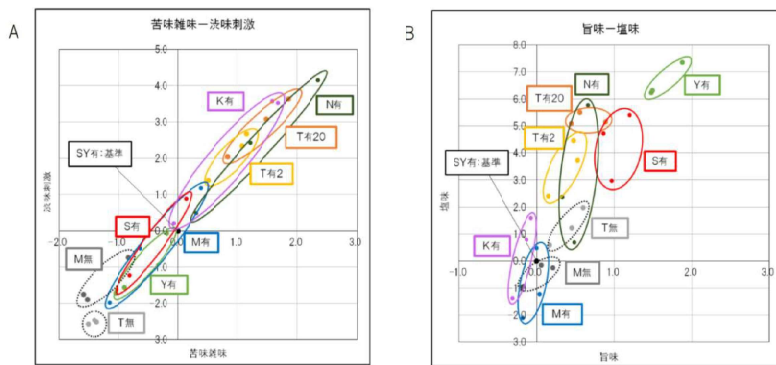 A
苦味雑味ー渋味刺激
5.0
4.0
3.0
2.0
1.0
0.0
-1.0
-2.0
3.0
-2.0
-1.0
0.0
1.0
2.0
3.0
渋味刺激
苦味雑味
K有
N有
T有20
T有2
SY有:基準
S有
M有
M無
Y有
T無
B
旨味ー塩味
8.0
7.0
6.0
5.0
4.0
3.0
2.0
1.0
0.0
1.0
2.0
3.0
-1.0
0.0
1.0
2.0
3.0
塩味
旨味
N有
Y有
T有20
T有2
SY有:基準
S有
T無
K有
M無
M有